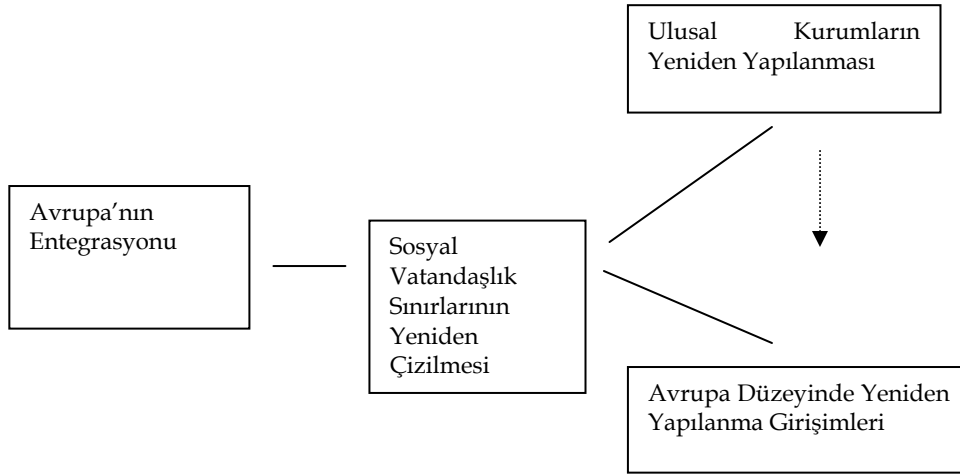 Ulusal Kurumların
Yeniden Yapılanması
Avrupa’nın
Entegrasyonu
Sosyal
Vatandaşlık
Sınırlarının
Yeniden
Çizilmesi
Avrupa Düzeyinde Yeniden
Yapılanma Girişimleri